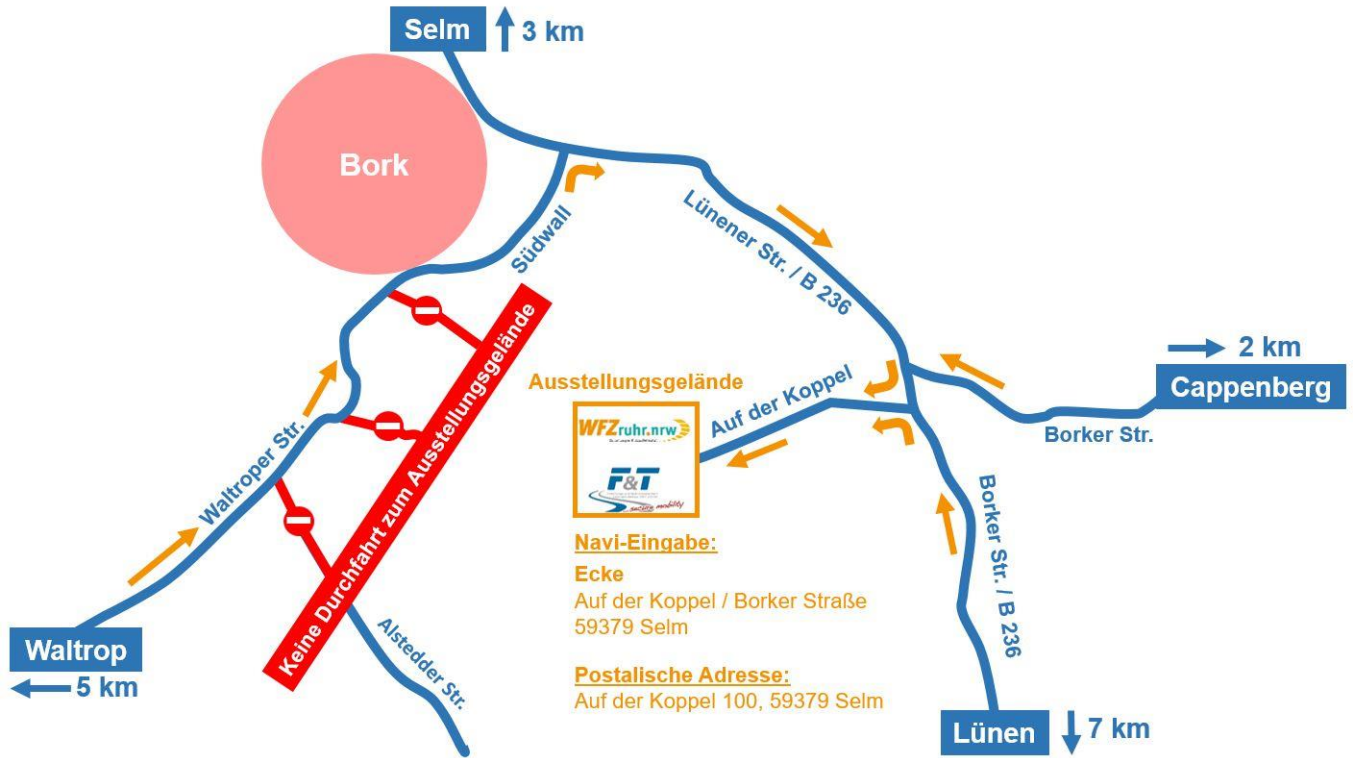 Selm
3 km
Bork
Südwall
Lünener Str. / B 236
2 km
Cappenberg
Borker Str.
Ausstellungsgelände
Auf der Koppel
WFZruhr.nrw
F&T
future mobility
Keine Durchfahrt zum Ausstellungsgelände
Waltroper Str.
Navi-Eingabe:
Ecke
Auf der Koppel / Borker Straße
59379 Selm
Postalische Adresse:
Auf der Koppel 100, 59379 Selm
Borker Str. / B 236
Waltrop
5 km
Alstedder Str.
Lünen
7 km